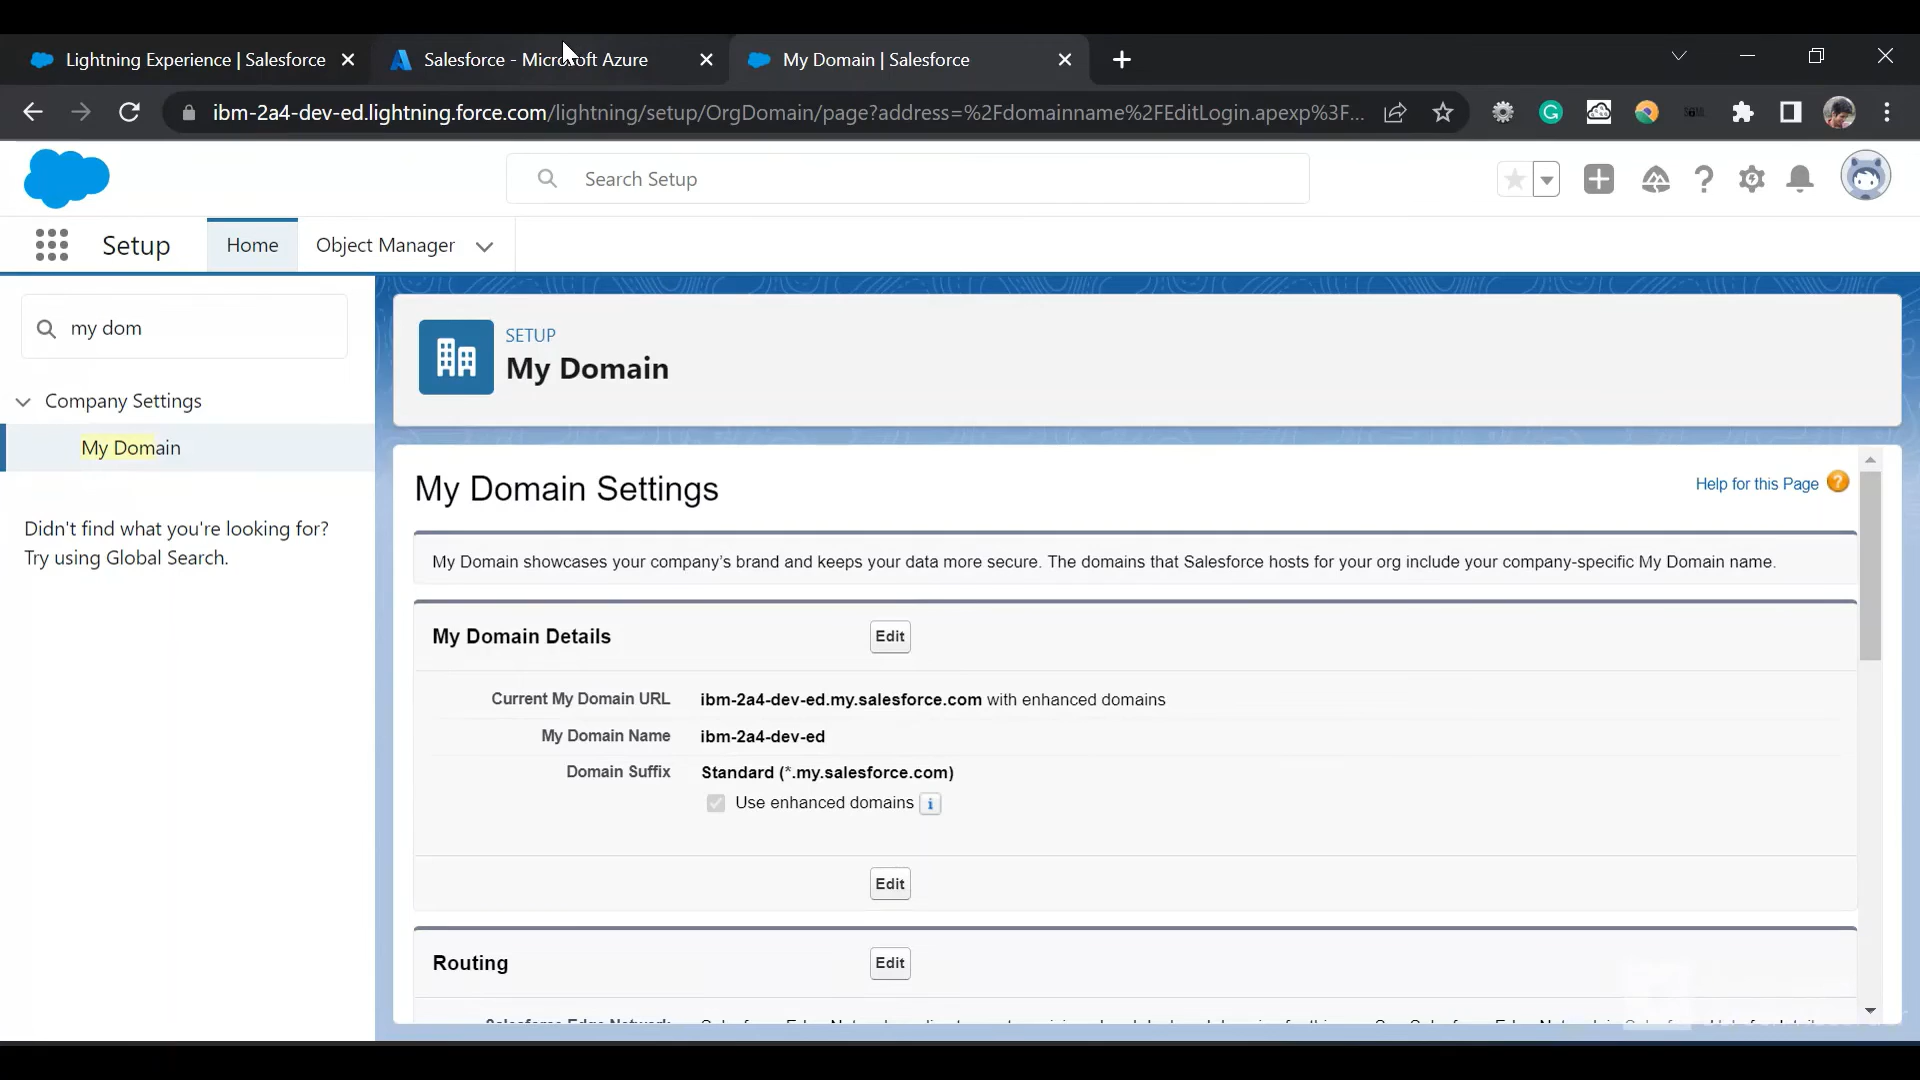 Lightning Experience | Salesforce
Salesforce - Microsoft Azure
My Domain | Salesforce
ibm-2a4-dev-ed.lightning.force.com/lightning/setup/OrgDomain/page?address=%2Fdomainname%2FEditLogin.apexp%3F...
Search Setup
Setup
Home
Object Manager
my dom
Company Settings
My Domain
Didn't find what you're looking for?
Try using Global Search.
SETUP
My Domain
My Domain Settings
Help for this Page
My Domain showcases your company's brand and keeps your data more secure. The domains that Salesforce hosts for your org include your company-specific My Domain name.
My Domain Details
Edit
Current My Domain URL ibm-2a4-dev-ed.my.salesforce.com with enhanced domains
My Domain Name ibm-2a4-dev-ed
Domain Suffix Standard (*.my.salesforce.com)
Use enhanced domains
Edit
Routing
Edit